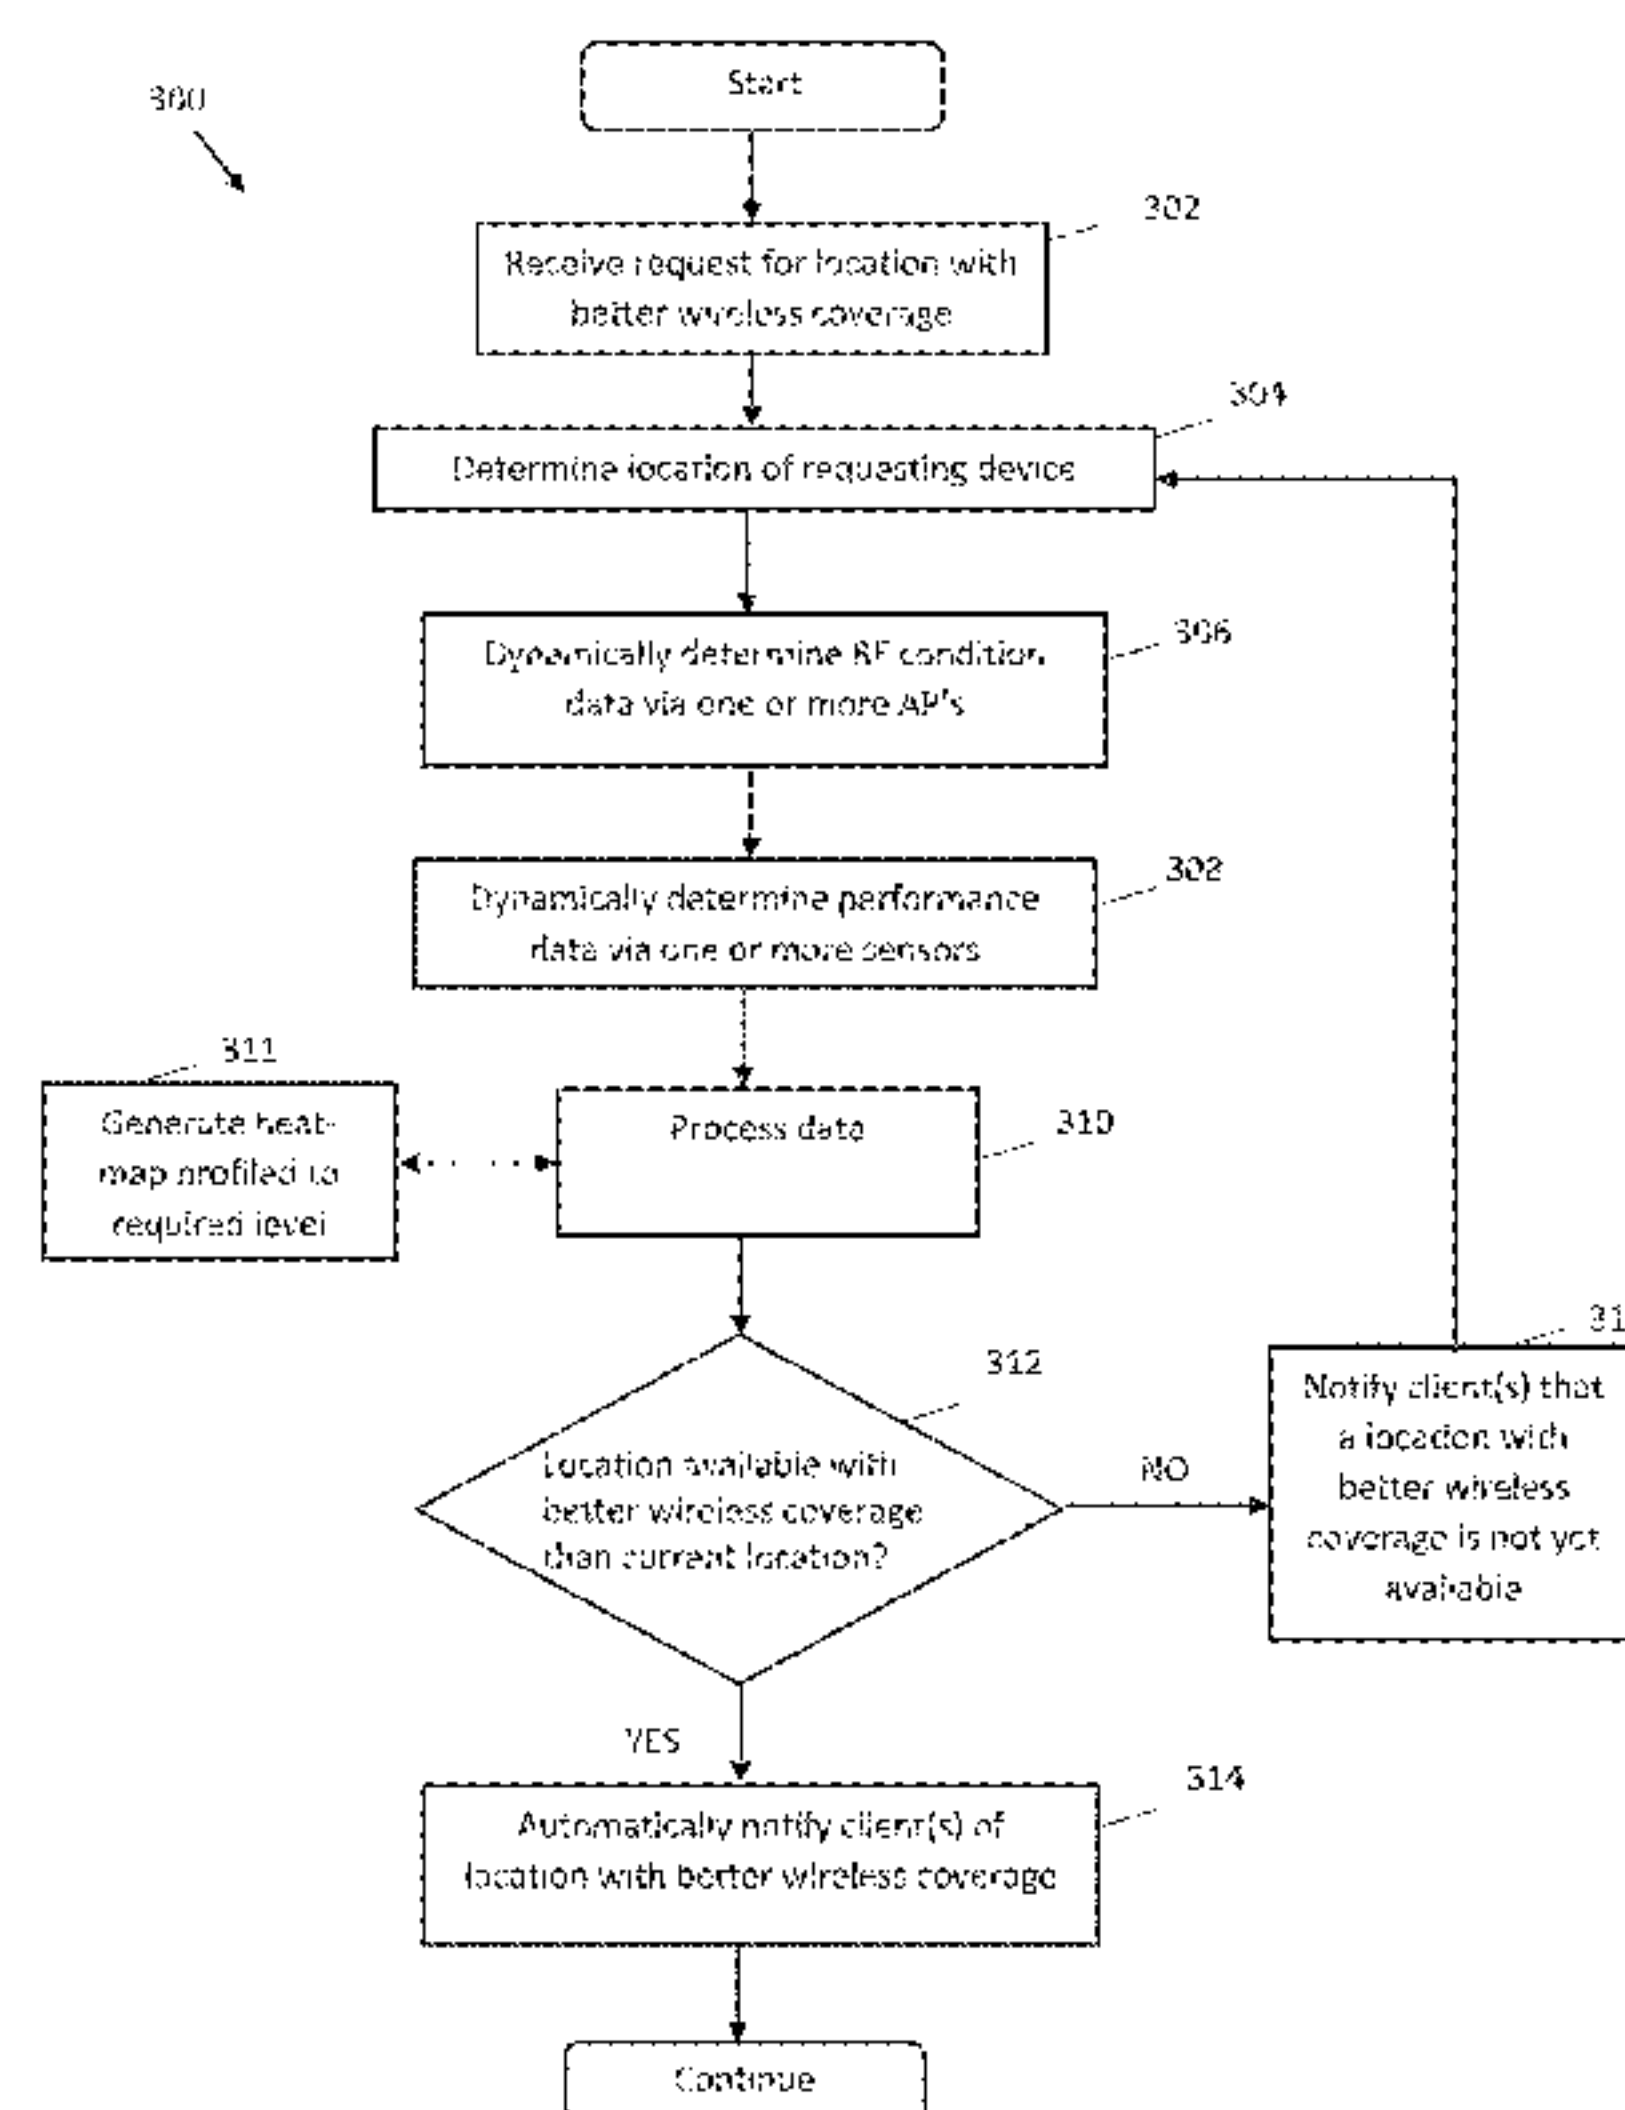 Start
300
302
Receive request for location with
better wireless coverage
304
Determine location of requesting device
306
Dynamically determine RF condition
data via one or more AP's
308
Dynamically determine performance
data via one or more sensors
311
Generate heat-
map profiled to
required level
Process data
310
312
Location available with
better wireless coverage
than current location?
NO
Notify client(s) that
a location with
better wireless
coverage is not yet
available
YES
314
Automatically notify client(s) of
location with better wireless coverage
Continue